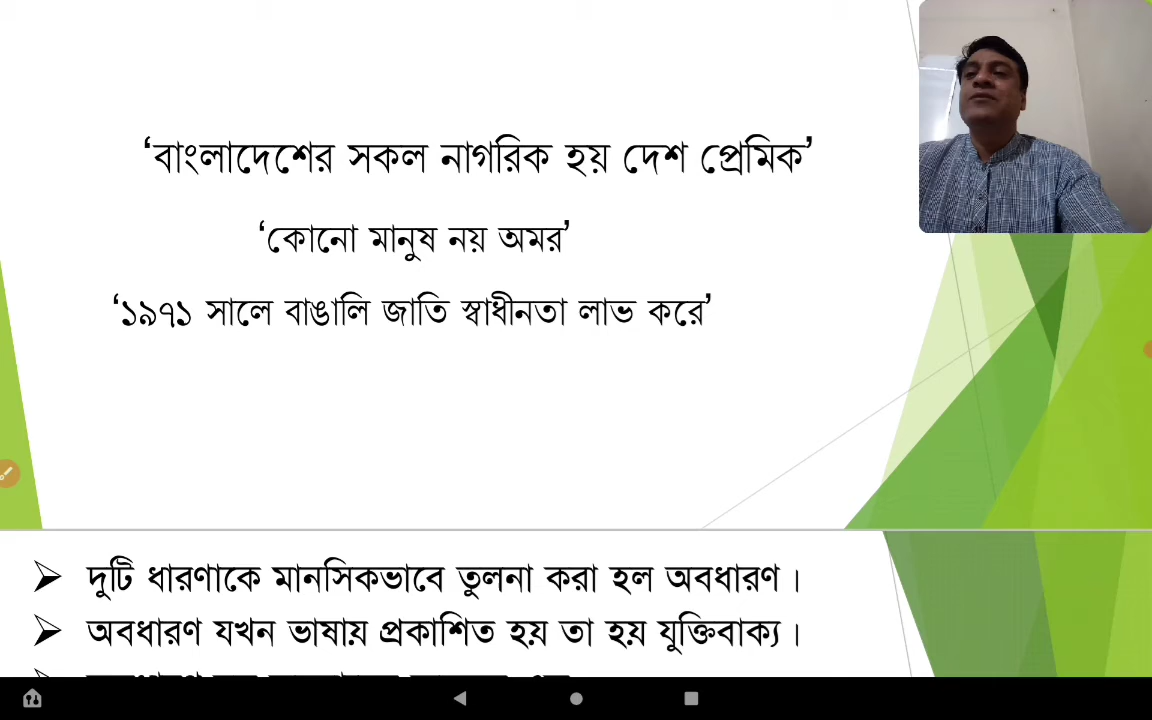 ‘বাংলাদেশের সকল নাগরিক হয় দেশ প্রেমিক’
‘কোনো মানুষ নয় অমর’
‘১৯৭১ সালে বাঙালি জাতি স্বাধীনতা লাভ করে’
➢ দুটি ধারণাকে মানসিকভাবে তুলনা করা হল অবধারণ।
➢ অবধারণ যখন ভাষায় প্রকাশিত হয় তা হয় যুক্তিবাক্য।